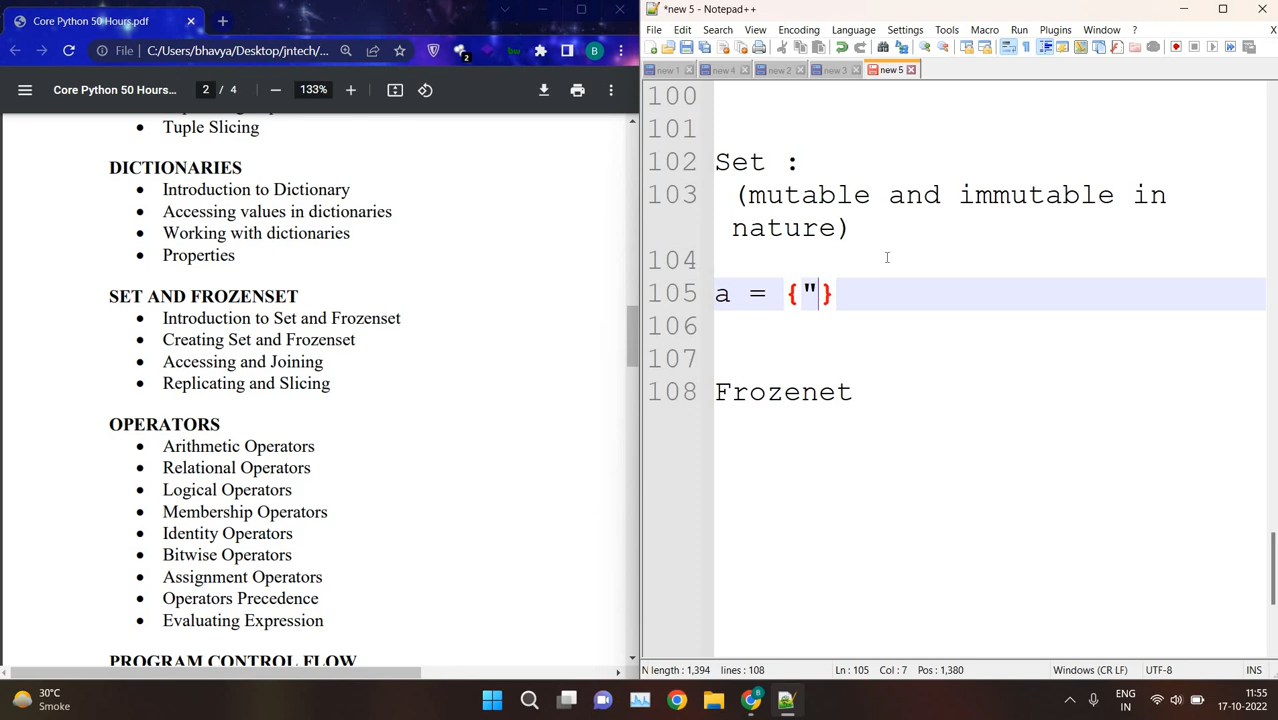 Core Python 50 Hours.pdf
*new 5 - Notepad++
File Edit Search View Encoding Language Settings Tools Macro Run Plugins Window ?
File C:/Users/bhavya/Desktop/jntech/... 2 B
new 1 new 4 new 2 new 3 new 5
Core Python 50 Hours... 2 / 4 133%
Tuple Slicing
DICTIONARIES
• Introduction to Dictionary
• Accessing values in dictionaries
• Working with dictionaries
• Properties
SET AND FROZENSET
• Introduction to Set and Frozenset
• Creating Set and Frozenset
• Accessing and Joining
• Replicating and Slicing
OPERATORS
• Arithmetic Operators
• Relational Operators
• Logical Operators
• Membership Operators
• Identity Operators
• Bitwise Operators
• Assignment Operators
• Operators Precedence
• Evaluating Expression
PROGRAM CONTROL FLOW
100
101
102 Set :
103 (mutable and immutable in
nature)
104
105 a = {"}
106
107
108 Frozenet
N length : 1,394 lines : 108 Ln : 105 Col : 7 Pos : 1,380 Windows (CR LF) UTF-8 INS
30°C
Smoke
ENG
IN
11:55
17-10-2022